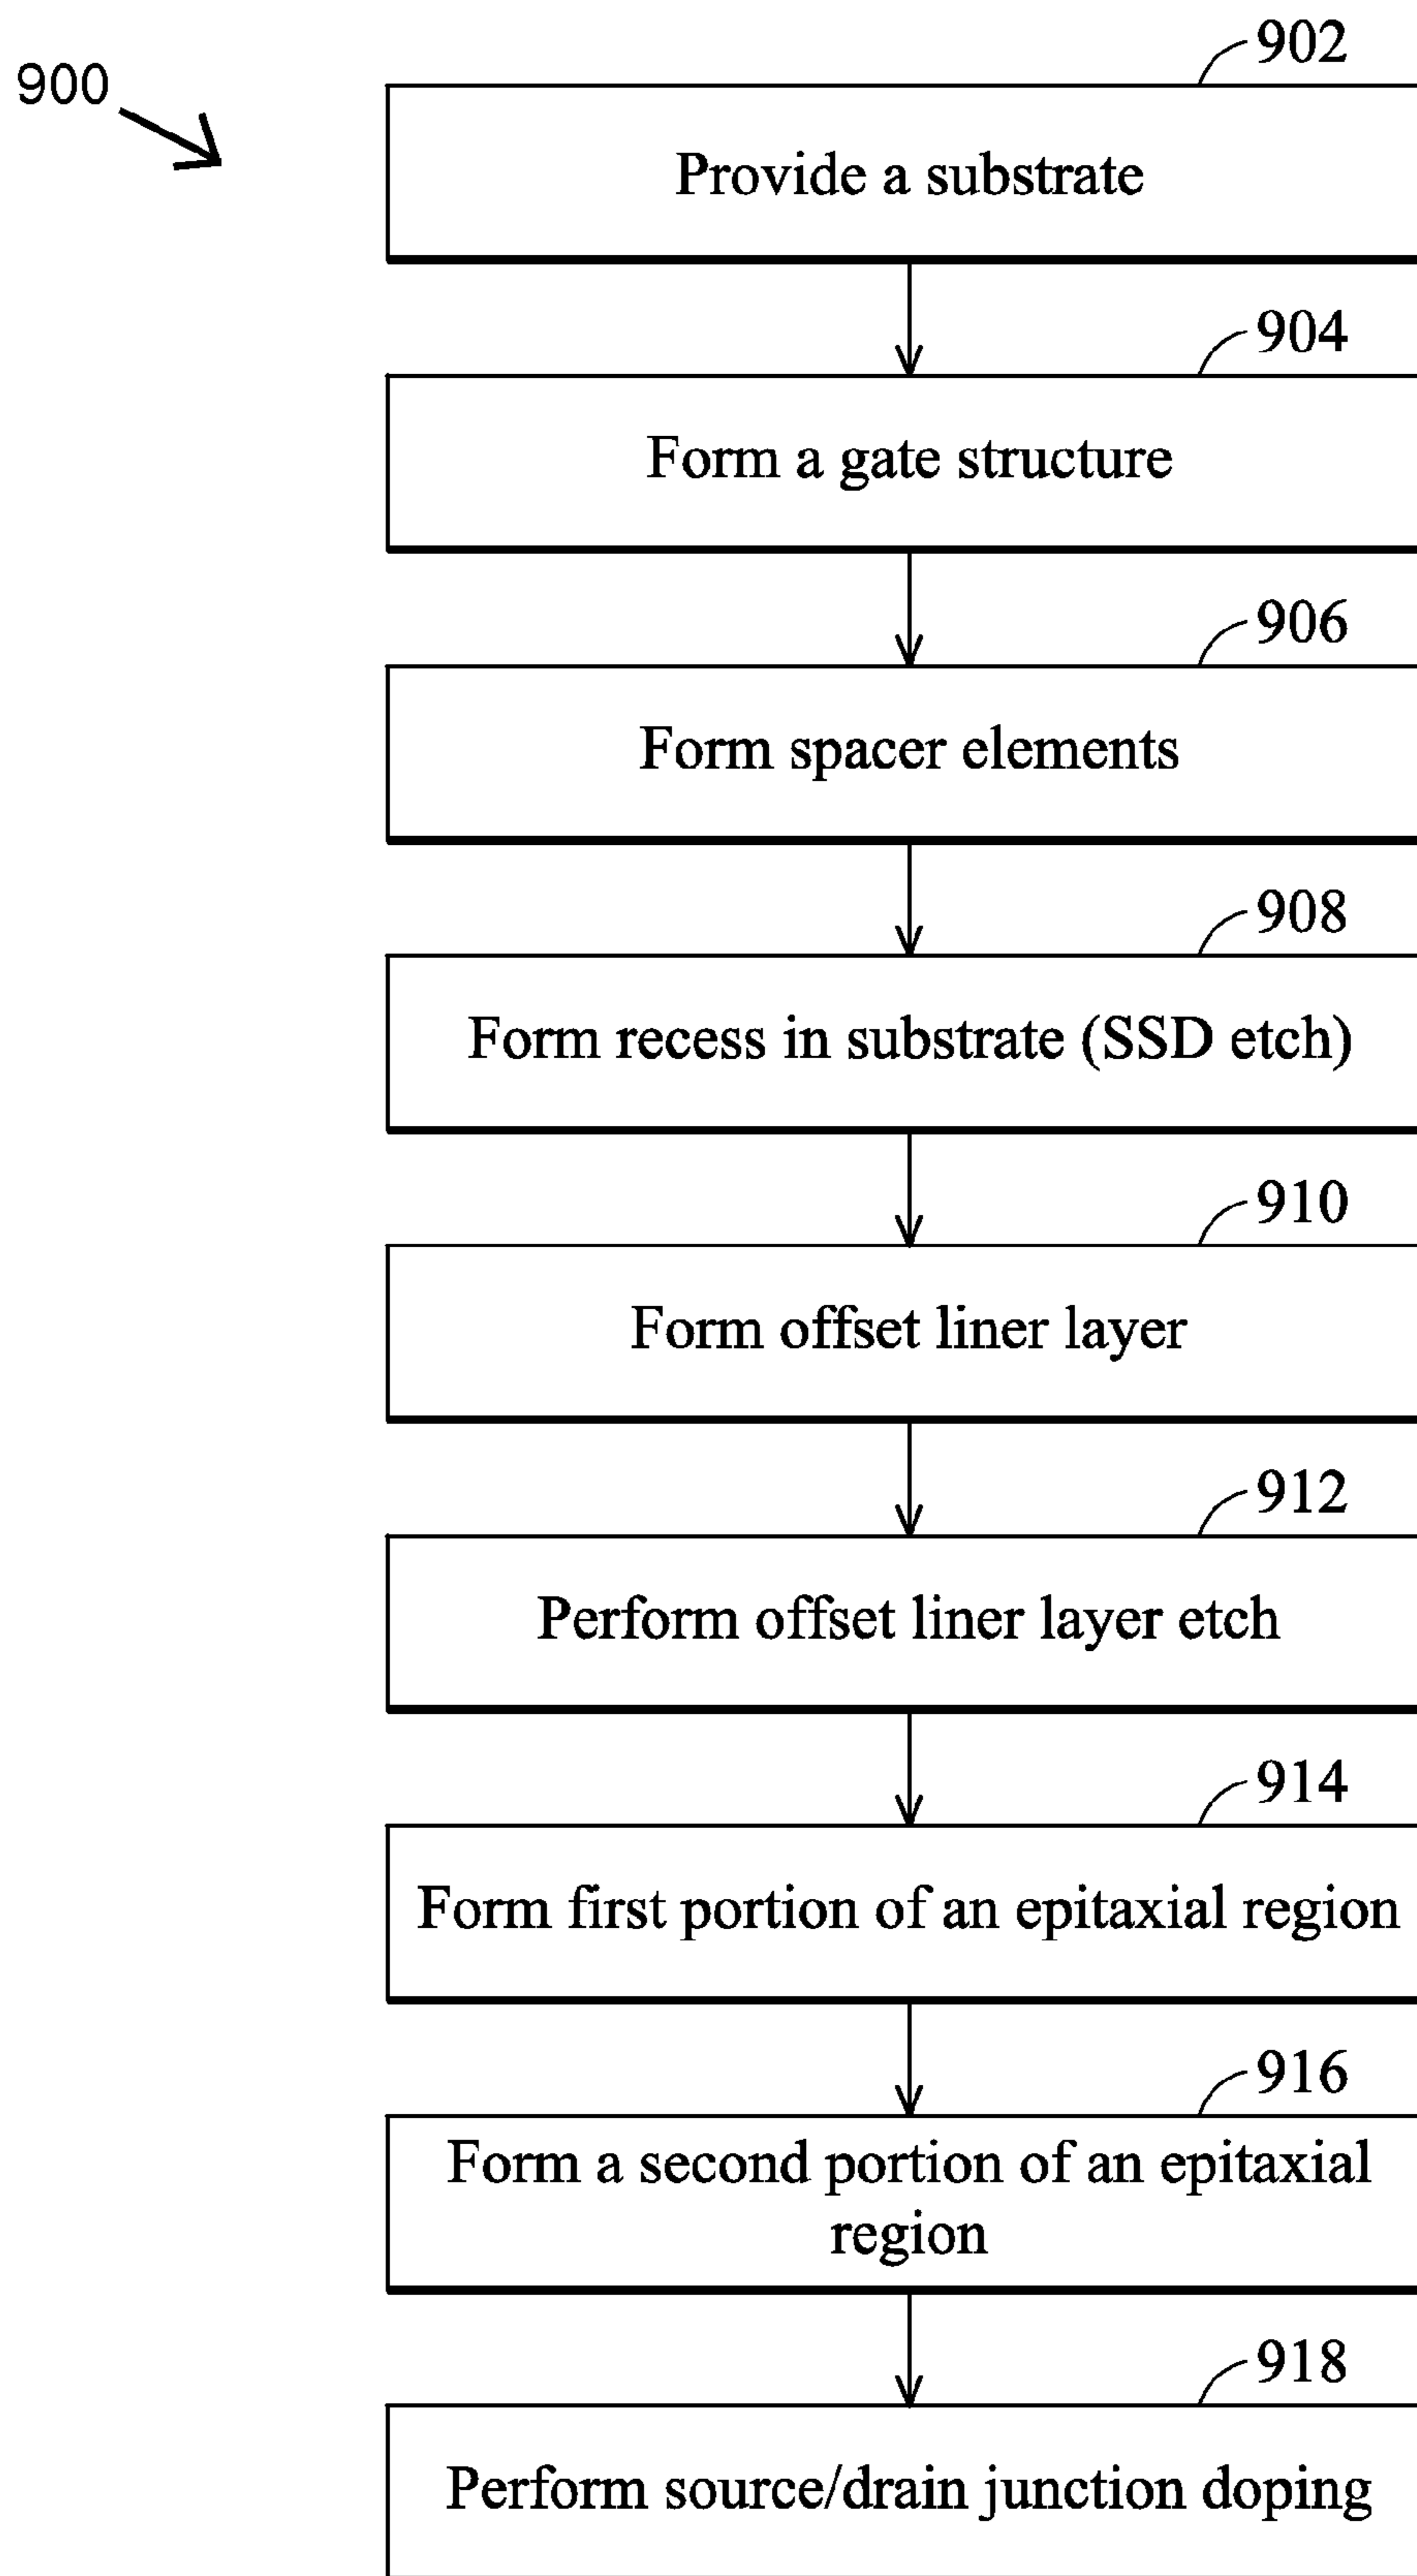 902
900
Provide a substrate
904
Form a gate structure
906
Form spacer elements
908
Form recess in substrate (SSD etch)
910
Form offset liner layer
912
Perform offset liner layer etch
914
Form first portion of an epitaxial region
916
Form a second portion of an epitaxial
region
918
Perform source/drain junction doping